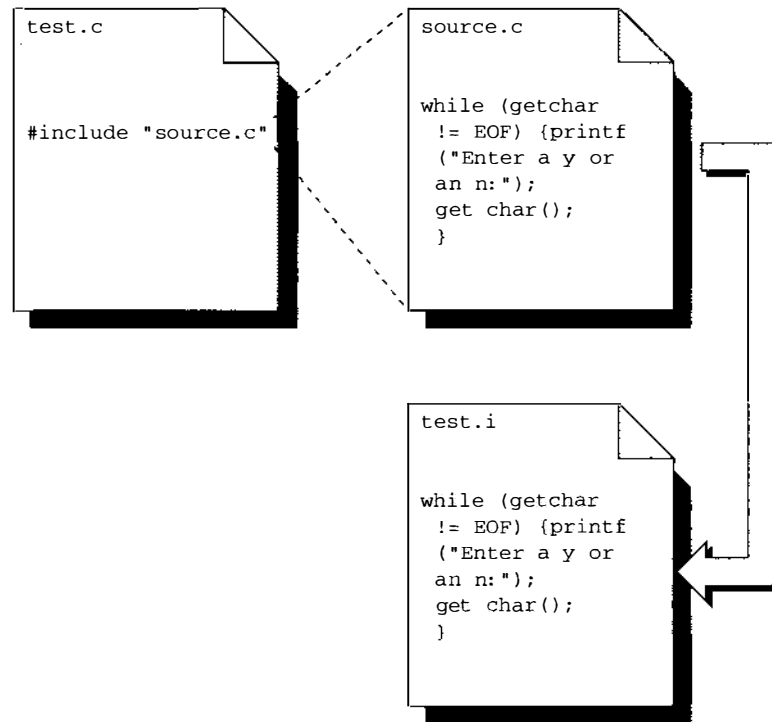 test.c
#include "source.c"
source.c
while (getchar
!= EOF) {printf
("Enter a y or
an n:");
get char();
}
test.i
while (getchar
!= EOF) {printf
("Enter a y or
an n:");
get char();
}